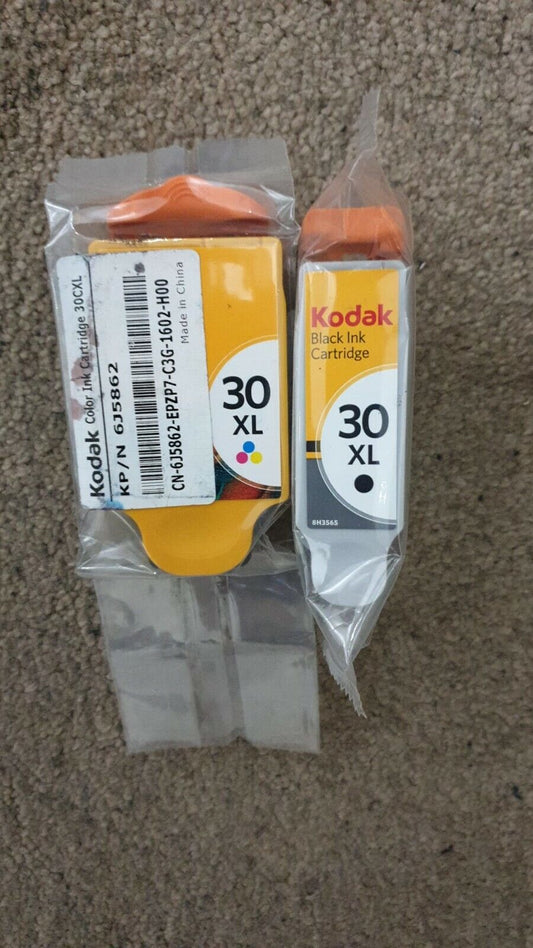 Kodak Color Ink Cartridge 30CXL
KP/N 6J5862
CN-6J5862-EPZP7-C3G-1602-H00
Made in China
30
XL
Kodak
Black Ink
Cartridge
30
XL
8H3565